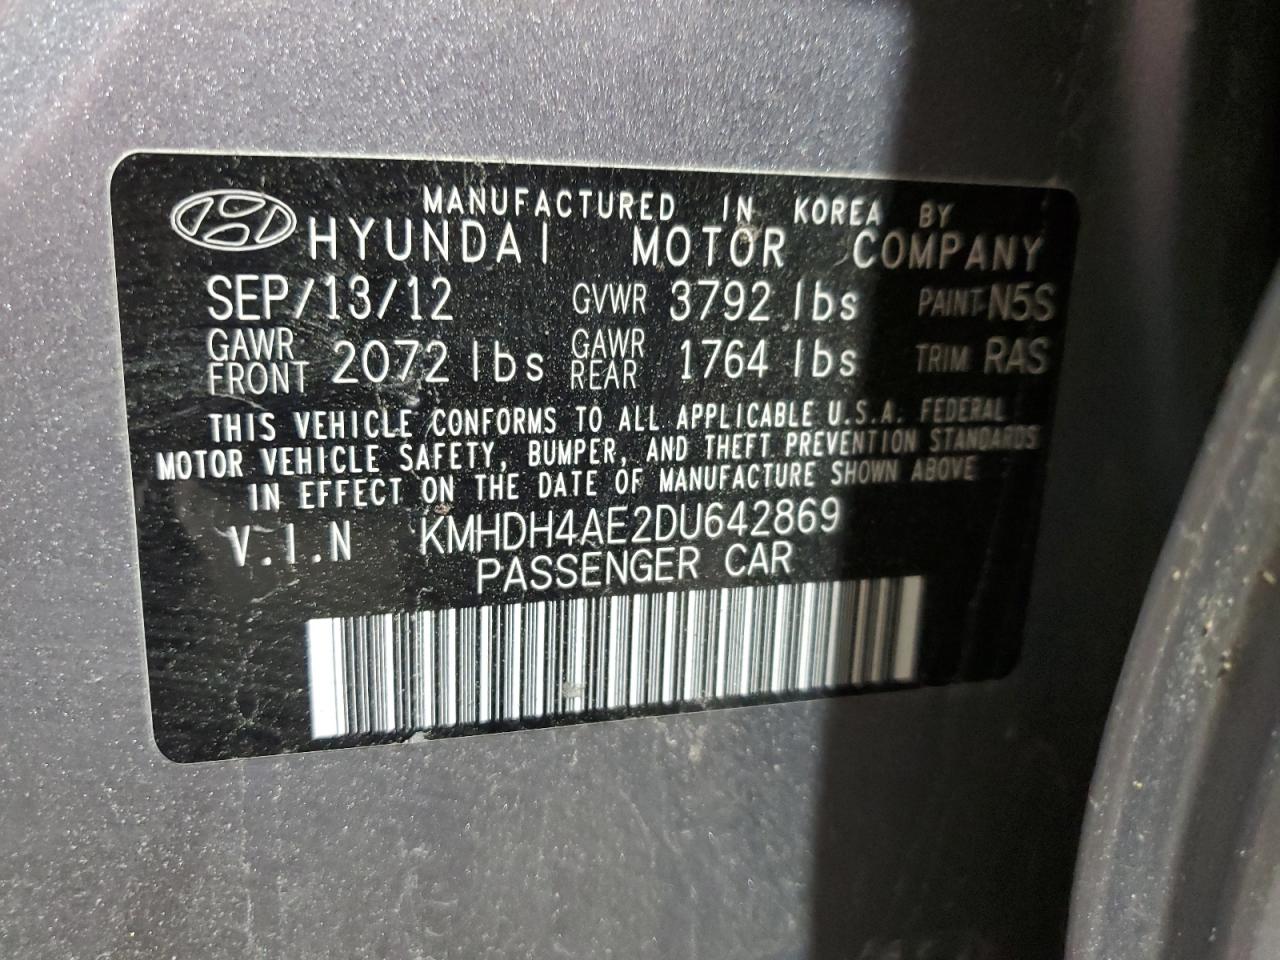 MANUFACTURED IN KOREA BY
HYUNDAI MOTOR COMPANY
SEP/13/12 GVWR 3792 lbs PAINT N5S
GAWR FRONT 2072 lbs GAWR REAR 1764 lbs TRIM RAS
THIS VEHICLE CONFORMS TO ALL APPLICABLE U.S.A. FEDERAL
MOTOR VEHICLE SAFETY, BUMPER, AND THEFT PREVENTION STANDARDS
IN EFFECT ON THE DATE OF MANUFACTURE SHOWN ABOVE
V.I.N KMHDH4AE2DU642869
PASSENGER CAR